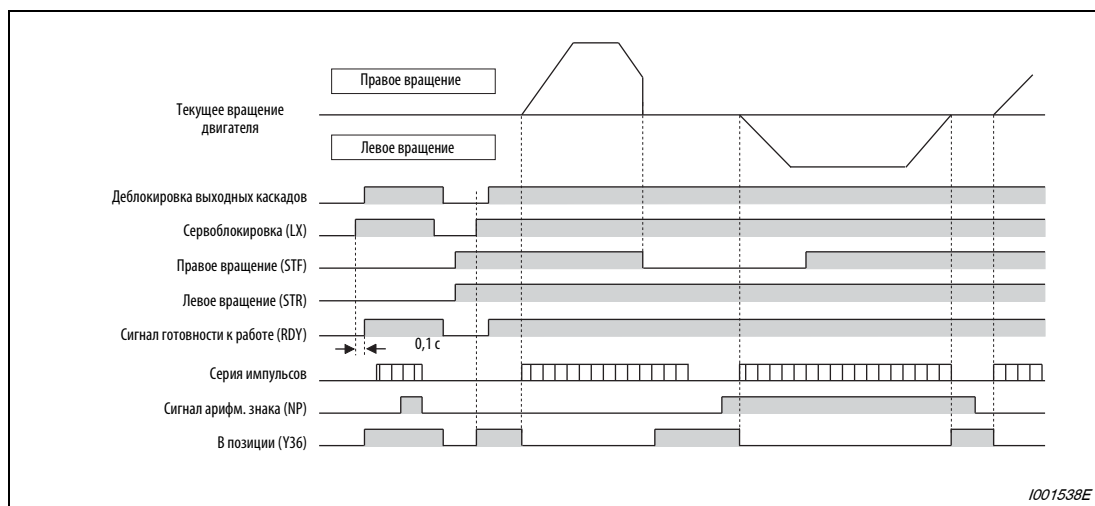 Правое вращение
Текущее вращение
двигателя
Левое вращение
Деблокировка выходных каскадов
Сервоблокировка (LX)
Правое вращение (STF)
Левое вращение (STR)
Сигнал готовности к работе (RDY)
0,1 с
Серия импульсов
Сигнал арифм. знака (NP)
В позиции (Y36)
I001538E